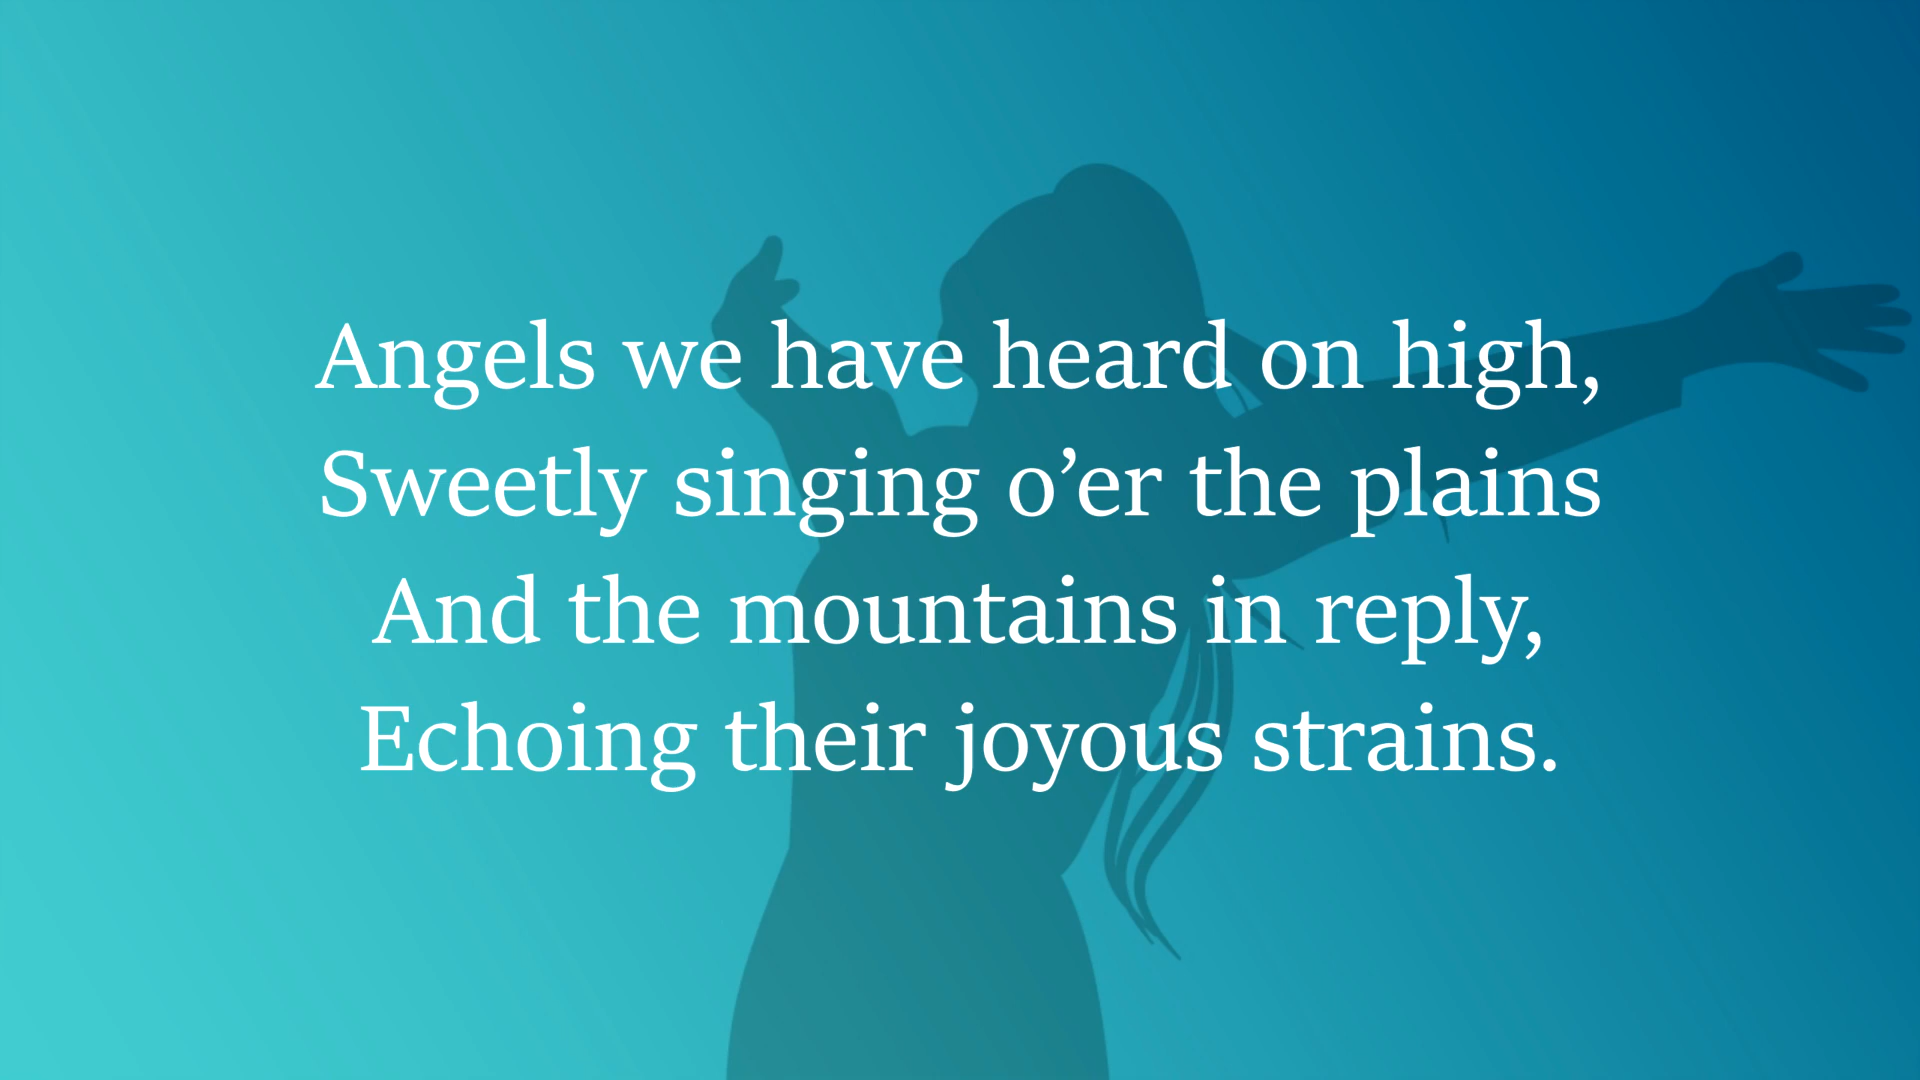 Angels we have heard on high,
Sweetly singing o’er the plains
And the mountains in reply,
Echoing their joyous strains.